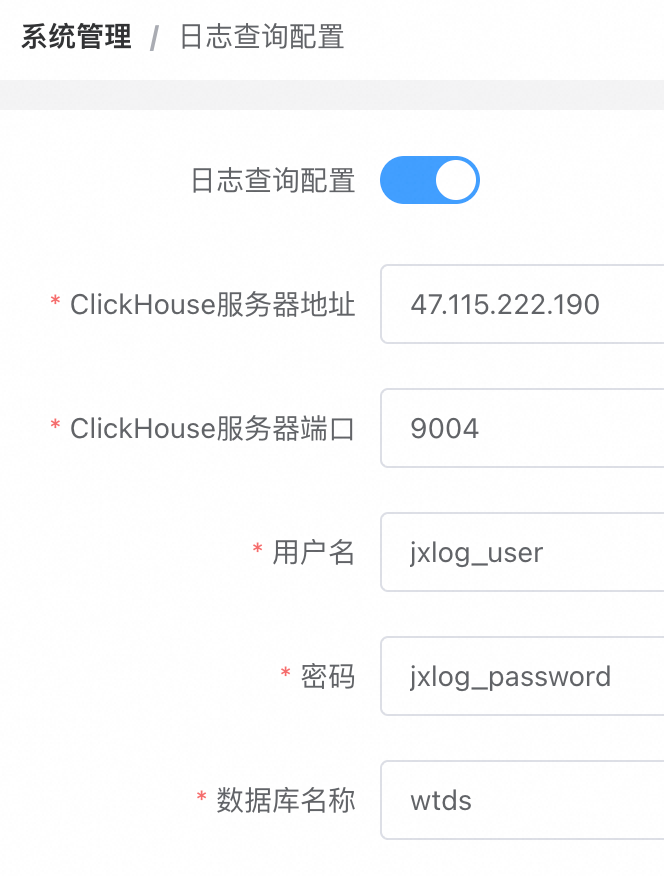 系统管理 / 日志查询配置
日志查询配置
* ClickHouse服务器地址 47.115.222.190
* ClickHouse服务器端口 9004
* 用户名 jxlog_user
* 密码 jxlog_password
* 数据库名称 wtds